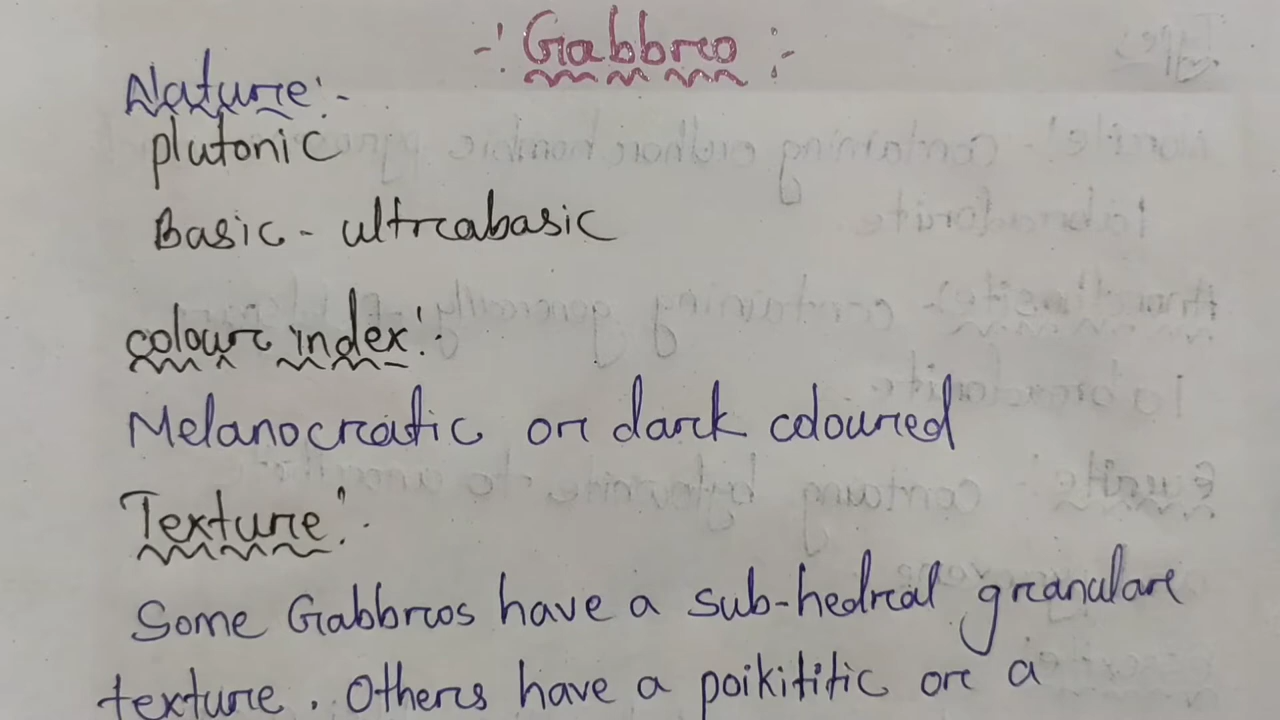 -: Gabbro :-
Nature:-
plutonic
Basic - ultrabasic
colour index:-
Melanocratic or dark coloured
Texture:-
Some Gabbros have a sub-hedral granular
texture. Others have a poikititic or a